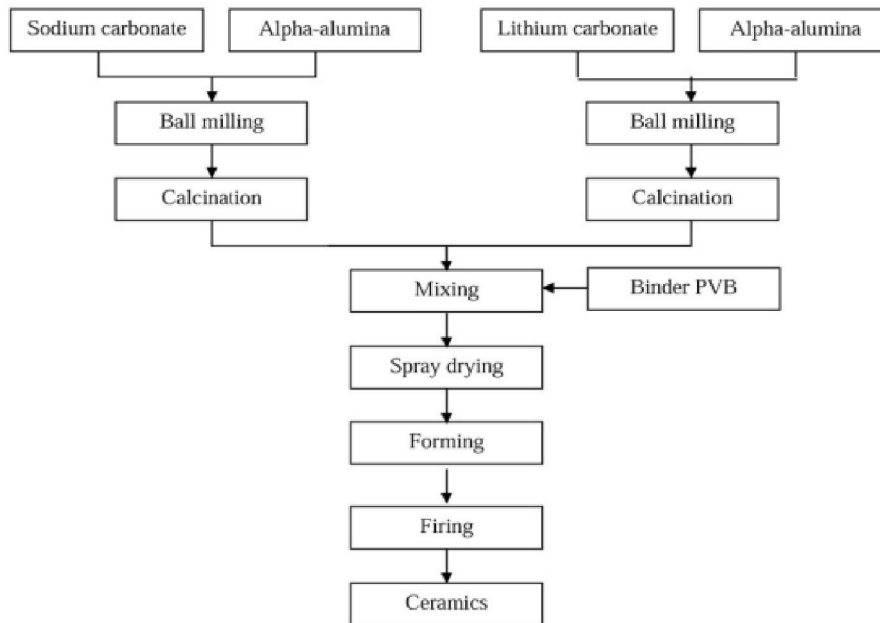 Sodium carbonate
Alpha-alumina
Lithium carbonate
Alpha-alumina
Ball milling
Ball milling
Calcination
Calcination
Mixing
Binder PVB
Spray drying
Forming
Firing
Ceramics